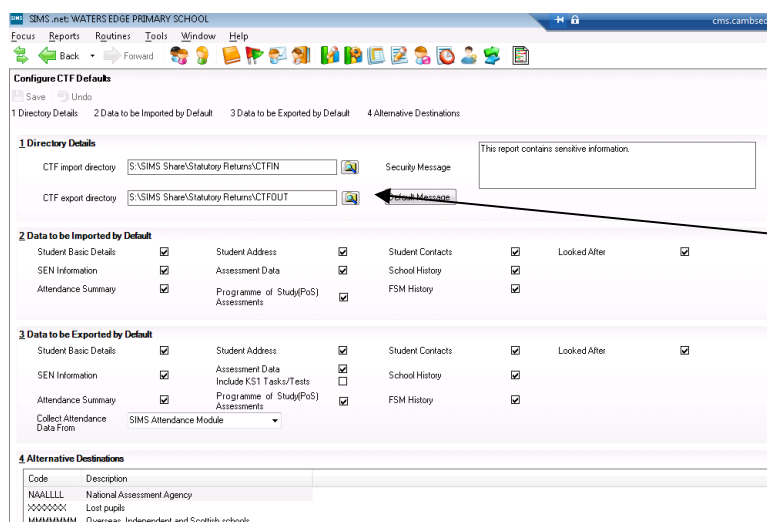 SIMS SIMS .net: WATERS EDGE PRIMARY SCHOOL cms.cambsed
Focus Reports Routines Tools Window Help
Back Forward
Configure CTF Defaults
Save Undo
1 Directory Details 2 Data to be Imported by Default 3 Data to be Exported by Default 4 Alternative Destinations
1 Directory Details
This report contains sensitive information.
CTF import directory S:\SIMS Share\Statutory Returns\CTFIN Security Message
CTF export directory S:\SIMS Share\Statutory Returns\CTFOUT Default Message
2 Data to be Imported by Default
Student Basic Details Student Address Student Contacts Looked After
SEN Information Assessment Data School History
Attendance Summary Programme of Study(PoS) FSM History
Assessments
3 Data to be Exported by Default
Student Basic Details Student Address Student Contacts Looked After
Assessment Data
SEN Information School History
Include KS1 Tasks/Tests
Attendance Summary Programme of Study(PoS) FSM History
Assessments
Collect Attendance SIMS Attendance Module
Data From
4 Alternative Destinations
Code Description
NAALLLL National Assessment Agency
XXXXXXX Lost pupils
MMMMMMM Overseas, Independent and Scottish schools